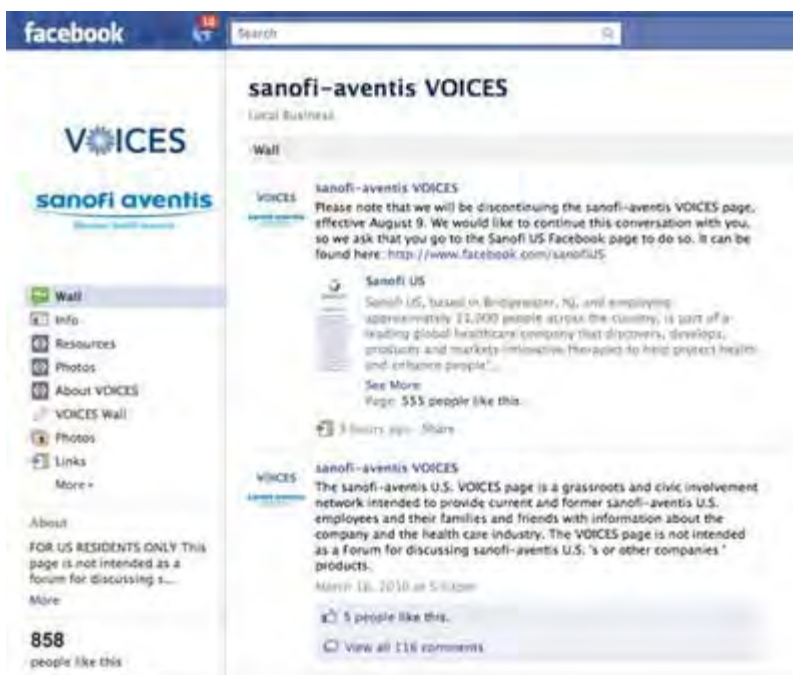 facebook
10
Search
VOICES
sanofi aventis
sanofi-aventis VOICES
Local Business
Wall
Wall
Info
Resources
Photos
About VOICES
VOICES Wall
Photos
Links
More
About
FOR US RESIDENTS ONLY This
page is not intended as a
forum for discussing s...
More
858
people like this
VOICES
sanofi-aventis VOICES
Please note that we will be discontinuing the sanofi-aventis VOICES page,
effective August 9. We would like to continue this conversation with you,
so we ask that you go to the Sanofi US Facebook page to do so. It can be
found here: http://www.facebook.com/sanofiUS
Sanofi US
Sanofi US, based in Bridgewater, NJ, and employing
approximately 11,000 people across the country, is part of a
leading global healthcare company that discovers, develops,
produces and markets innovative therapies to help protect health
and enhance people'...
See More
Page: 555 people like this.
3 hours ago Share
VOICES
sanofi-aventis VOICES
The sanofi-aventis U.S. VOICES page is a grassroots and civic involvement
network intended to provide current and former sanofi-aventis U.S.
employees and their families and friends with information about the
company and the health care industry. The VOICES page is not intended
as a Forum for discussing sanofi-aventis U.S. 's or other companies '
products.
March 2010 at
5 people like this.
View all 116 comments